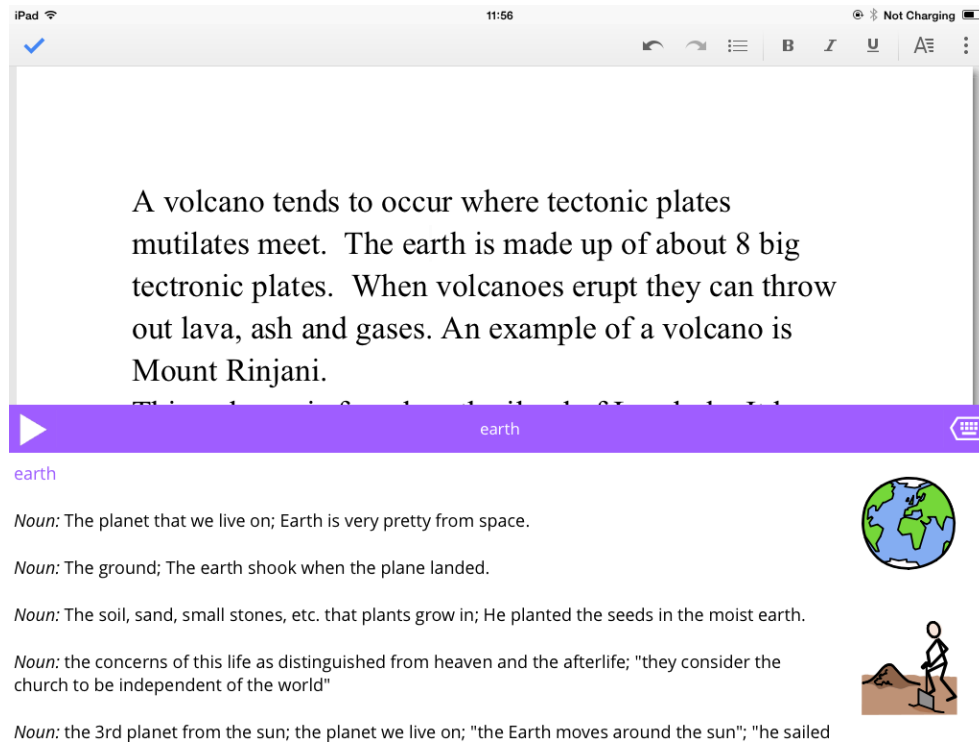 iPad 11:56 Not Charging
B I U A
A volcano tends to occur where tectonic plates
mutilates meet. The earth is made up of about 8 big
tectronic plates. When volcanoes erupt they can throw
out lava, ash and gases. An example of a volcano is
Mount Rinjani.
earth
earth
Noun: The planet that we live on; Earth is very pretty from space.
Noun: The ground; The earth shook when the plane landed.
Noun: The soil, sand, small stones, etc. that plants grow in; He planted the seeds in the moist earth.
Noun: the concerns of this life as distinguished from heaven and the afterlife; "they consider the
church to be independent of the world"
Noun: the 3rd planet from the sun; the planet we live on; "the Earth moves around the sun"; "he sailed